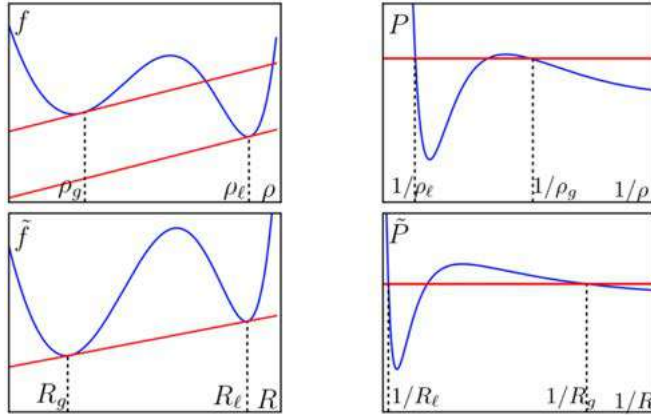 f
ρ_g ρ_ℓ ρ
P
1/ρ_ℓ 1/ρ_g 1/ρ
f̃
R_g R_ℓ R
P̃
1/R_ℓ 1/R_g 1/R